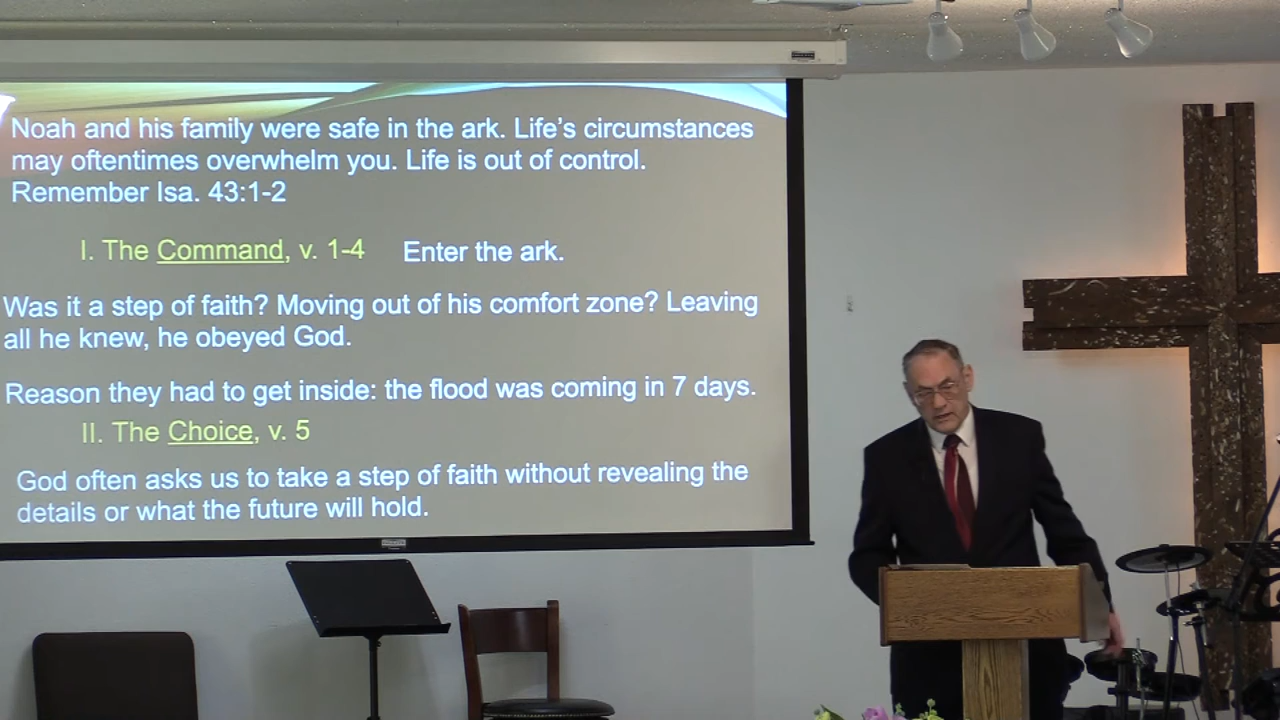 Noah and his family were safe in the ark. Life's circumstances
may oftentimes overwhelm you. Life is out of control.
Remember Isa. 43:1-2
I. The Command, v. 1-4 Enter the ark.
Was it a step of faith? Moving out of his comfort zone? Leaving
all he knew, he obeyed God.
Reason they had to get inside: the flood was coming in 7 days.
II. The Choice, v. 5
God often asks us to take a step of faith without revealing the
details or what the future will hold.